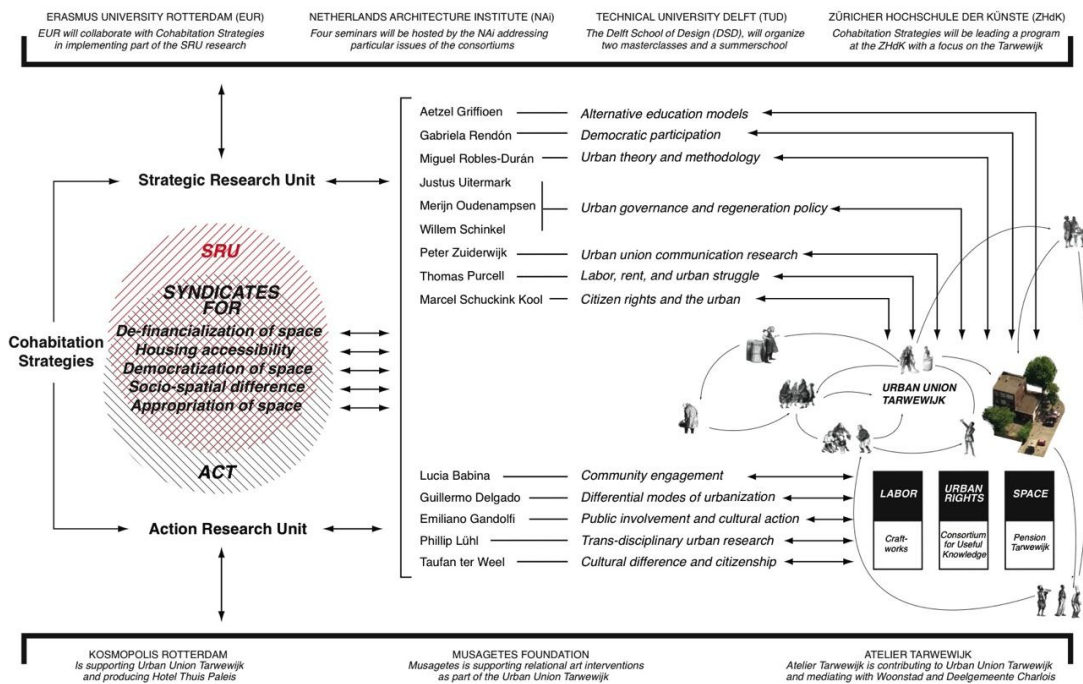 ERASMUS UNIVERSITY ROTTERDAM (EUR)
EUR will collaborate with Cohabitation Strategies
in implementing part of the SRU research
NETHERLANDS ARCHITECTURE INSTITUTE (NAi)
Four seminars will be hosted by the NAi addressing
particular issues of the consortiums
TECHNICAL UNIVERSITY DELFT (TUD)
The Delft School of Design (DSD), will organize
two masterclasses and a summerschool
ZÜRICHER HOCHSCHULE DER KÜNSTE (ZHdK)
Cohabitation Strategies will be leading a program
at the ZHdK with a focus on the Tarwewijk
Strategic Research Unit
SRU
SYNDICATES
FOR
De-financialization of space
Housing accessibility
Democratization of space
Socio-spatial difference
Appropriation of space
ACT
Cohabitation
Strategies
Action Research Unit
Aetzel Griffioen
Alternative education models
Gabriela Rendón
Democratic participation
Miguel Robles-Durán
Urban theory and methodology
Justus Uitermark
Merijn Oudenampsen
Willem Schinkel
Urban governance and regeneration policy
Peter Zuiderwijk
Urban union communication research
Thomas Purcell
Labor, rent, and urban struggle
Marcel Schuckink Kool
Citizen rights and the urban
URBAN UNION
TARWEWIJK
Lucia Babina
Community engagement
Guillermo Delgado
Differential modes of urbanization
Emiliano Gandolfi
Public involvement and cultural action
Phillip Lühl
Trans-disciplinary urban research
Taufan ter Weel
Cultural difference and citizenship
LABOR
Craft-
works
URBAN
RIGHTS
Consortium
for Useful
Knowledge
SPACE
Pension
Tarwewijk
KOSMOPOLIS ROTTERDAM
Is supporting Urban Union Tarwewijk
and producing Hotel Thuis Paleis
MUSAGETES FOUNDATION
Musagetes is supporting relational art interventions
as part of the Urban Union Tarwewijk
ATELIER TARWEWIJK
Atelier Tarwewijk is contributing to Urban Union Tarwewijk
and mediating with Woonstad and Deelgemeente Charlois